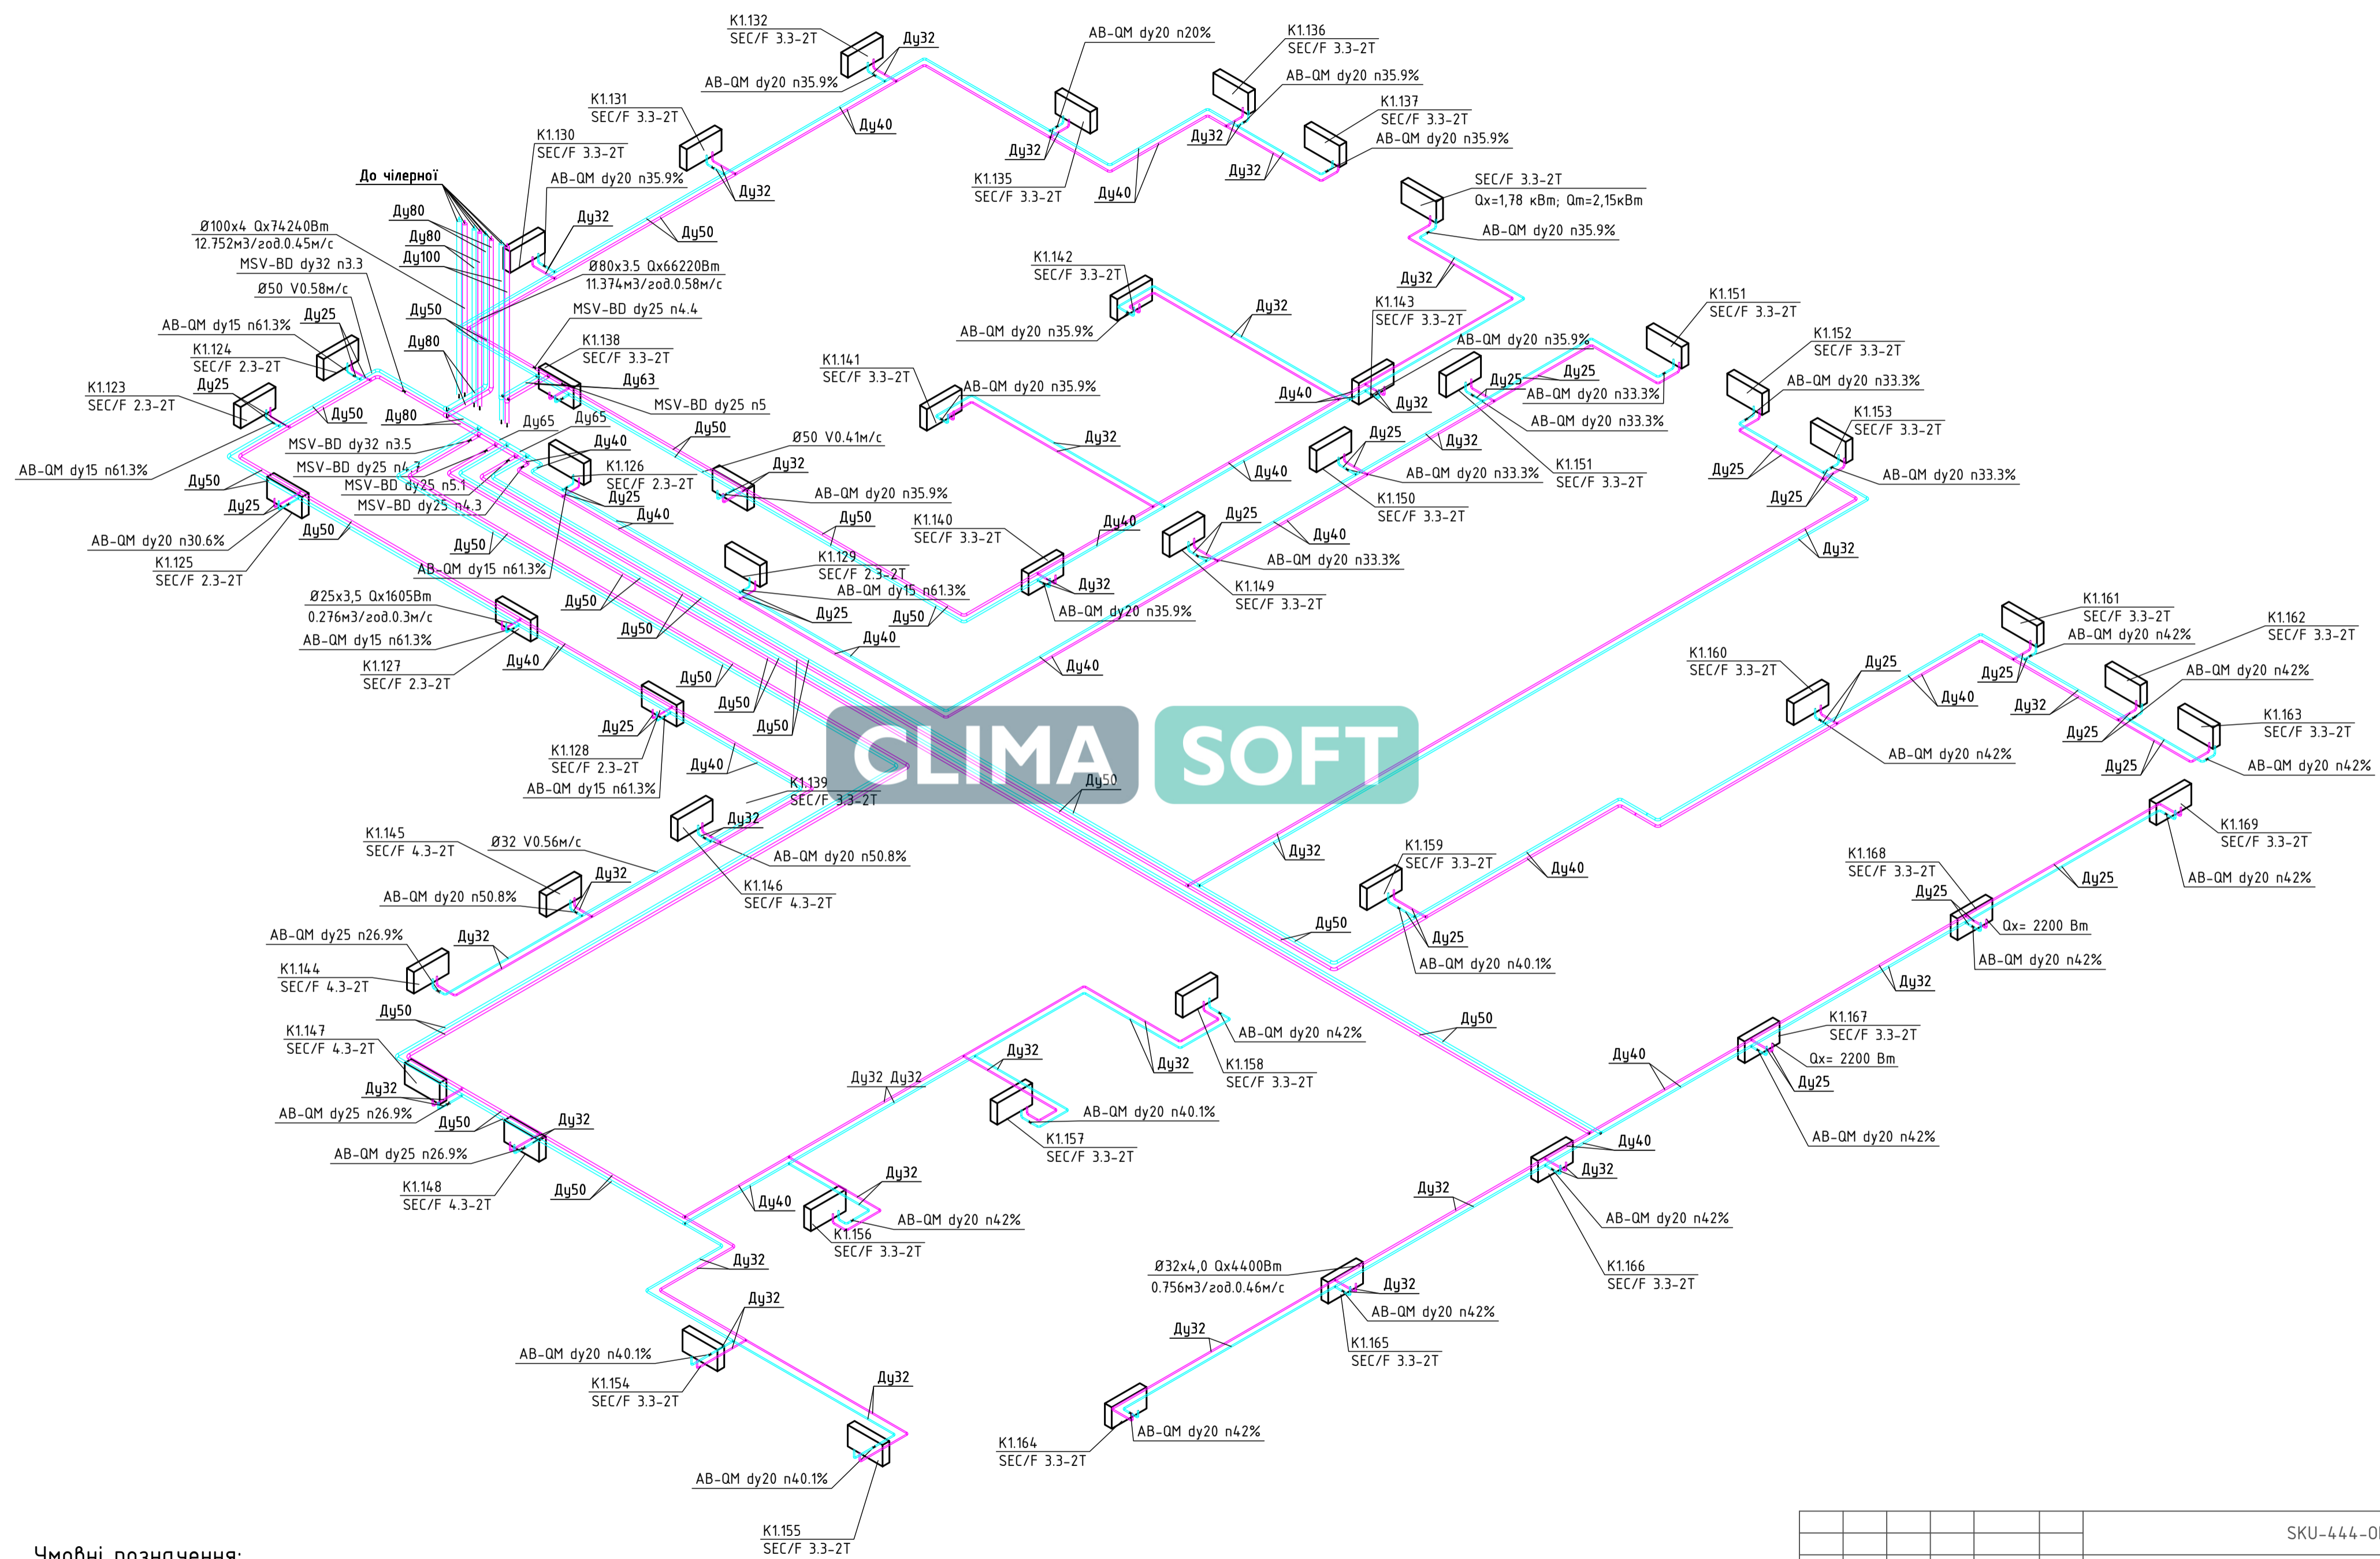 K1.132
SEC/F 3.3-2T
Ду32
AB-QM dy20 n35.9%
AB-QM dy20 n20%
K1.136
SEC/F 3.3-2T
AB-QM dy20 n35.9%
K1.137
SEC/F 3.3-2T
AB-QM dy20 n35.9%
K1.131
SEC/F 3.3-2T
K1.130
SEC/F 3.3-2T
AB-QM dy20 n35.9%
Ду40
Ду32
Ду32
Ду32
K1.135
SEC/F 3.3-2T
Ду40
До чілерної
Ду32
SEC/F 3.3-2T
Qx=1,78 кВт; Qт=2,15кВт
AB-QM dy20 n35.9%
Ду80
Ду32
Ду50
Ø100x4 Qx74240Вт
12.752м3/год.0.45м/с
Ду80
Ду100
MSV-BD dy32 n3.3
Ø80x3.5 Qx66220Вт
11.374м3/год.0.58м/с
Ø50 V0.58м/с
K1.142
SEC/F 3.3-2T
Ду32
Ду25
Ду50
MSV-BD dy25 n4.4
AB-QM dy15 n61.3%
AB-QM dy20 n35.9%
Ду32
K1.143
SEC/F 3.3-2T
K1.151
SEC/F 3.3-2T
K1.152
SEC/F 3.3-2T
K1.124
SEC/F 2.3-2T
Ду80
K1.138
SEC/F 3.3-2T
AB-QM dy20 n35.9%
K1.141
SEC/F 3.3-2T
K1.123
SEC/F 2.3-2T
Ду25
Ду63
AB-QM dy20 n35.9%
Ду25
Ду25
AB-QM dy20 n33.3%
AB-QM dy20 n33.3%
MSV-BD dy25 n5
Ду40
Ду32
Ду50
Ду80
Ду65
Ду65
AB-QM dy20 n33.3%
K1.153
SEC/F 3.3-2T
MSV-BD dy32 n3.5
Ду40
Ду50
Ø50 V0.41м/с
Ду32
Ду25
Ду32
AB-QM dy15 n61.3%
MSV-BD dy25 n4.7
K1.126
SEC/F 2.3-2T
Ду32
Ду40
AB-QM dy20 n33.3%
K1.151
SEC/F 3.3-2T
Ду25
AB-QM dy20 n33.3%
Ду50
MSV-BD dy25 n5.1
Ду25
AB-QM dy20 n35.9%
K1.150
SEC/F 3.3-2T
Ду25
Ду25
MSV-BD dy25 n4.3
Ду40
Ду50
K1.140
SEC/F 3.3-2T
Ду40
Ду25
Ду40
Ду50
AB-QM dy20 n30.6%
Ду50
K1.125
SEC/F 2.3-2T
AB-QM dy15 n61.3%
K1.129
SEC/F 2.3-2T
AB-QM dy20 n33.3%
Ду32
AB-QM dy15 n61.3%
Ду32
K1.149
SEC/F 3.3-2T
Ø25x3,5 Qx1605Вт
0.276м3/год.0.3м/с
Ду50
Ду25
Ду50
AB-QM dy20 n35.9%
K1.161
SEC/F 3.3-2T
K1.162
SEC/F 3.3-2T
AB-QM dy15 n61.3%
Ду50
Ду40
AB-QM dy20 n42%
K1.127
SEC/F 2.3-2T
Ду40
Ду50
Ду40
K1.160
SEC/F 3.3-2T
Ду25
Ду25
AB-QM dy20 n42%
Ду40
Ду32
Ду50
Ду25
Ду50
Ду25
K1.163
SEC/F 3.3-2T
K1.128
SEC/F 2.3-2T
CLIMA SOFT
AB-QM dy20 n42%
Ду25
AB-QM dy20 n42%
Ду40
AB-QM dy15 n61.3%
K1.139
SEC/F 3.3-2T
Ду50
K1.145
SEC/F 4.3-2T
Ø32 V0.56м/с
Ду32
K1.169
SEC/F 3.3-2T
AB-QM dy20 n50.8%
Ду32
K1.159
SEC/F 3.3-2T
K1.168
SEC/F 3.3-2T
Ду40
Ду32
K1.146
SEC/F 4.3-2T
AB-QM dy20 n50.8%
Ду25
Ду25
AB-QM dy20 n42%
AB-QM dy25 n26.9%
Ду32
Ду50
Ду25
Qx= 2200 Вт
AB-QM dy20 n40.1%
AB-QM dy20 n42%
K1.144
SEC/F 4.3-2T
Ду32
Ду50
Ду50
K1.147
SEC/F 4.3-2T
AB-QM dy20 n42%
K1.167
SEC/F 3.3-2T
Ду32
Ду32
K1.158
SEC/F 3.3-2T
Ду40
Qx= 2200 Вт
Ду32 Ду32
Ду25
Ду32
AB-QM dy25 n26.9%
Ду50
Ду32
AB-QM dy20 n40.1%
K1.157
SEC/F 3.3-2T
AB-QM dy20 n42%
Ду40
AB-QM dy25 n26.9%
Ду32
Ду32
K1.148
SEC/F 4.3-2T
Ду50
Ду40
Ду32
AB-QM dy20 n42%
AB-QM dy20 n42%
K1.156
SEC/F 3.3-2T
Ду32
Ø32x4,0 Qx4400Вт
0.756м3/год.0.46м/с
K1.166
SEC/F 3.3-2T
Ду32
Ду32
AB-QM dy20 n42%
Ду32
K1.165
SEC/F 3.3-2T
AB-QM dy20 n40.1%
K1.154
SEC/F 3.3-2T
Ду32
K1.164
SEC/F 3.3-2T
AB-QM dy20 n42%
AB-QM dy20 n40.1%
K1.155
SEC/F 3.3-2T
Умовні позначення: